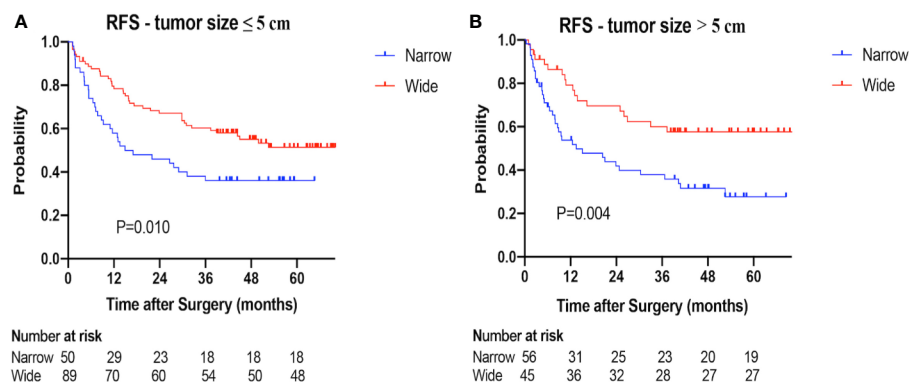 A
RFS - tumor size ≤ 5 cm
Narrow
Wide
Probability
1.0
0.8
0.6
0.4
0.2
0.0
P=0.010
0 12 24 36 48 60
Time after Surgery (months)
Number at risk
Narrow 50 29 23 18 18 18
Wide 89 70 60 54 50 48
B
RFS - tumor size > 5 cm
Narrow
Wide
Probability
1.0
0.8
0.6
0.4
0.2
0.0
P=0.004
0 12 24 36 48 60
Time after Surgery (months)
Number at risk
Narrow 56 31 25 23 20 19
Wide 45 36 32 28 27 27